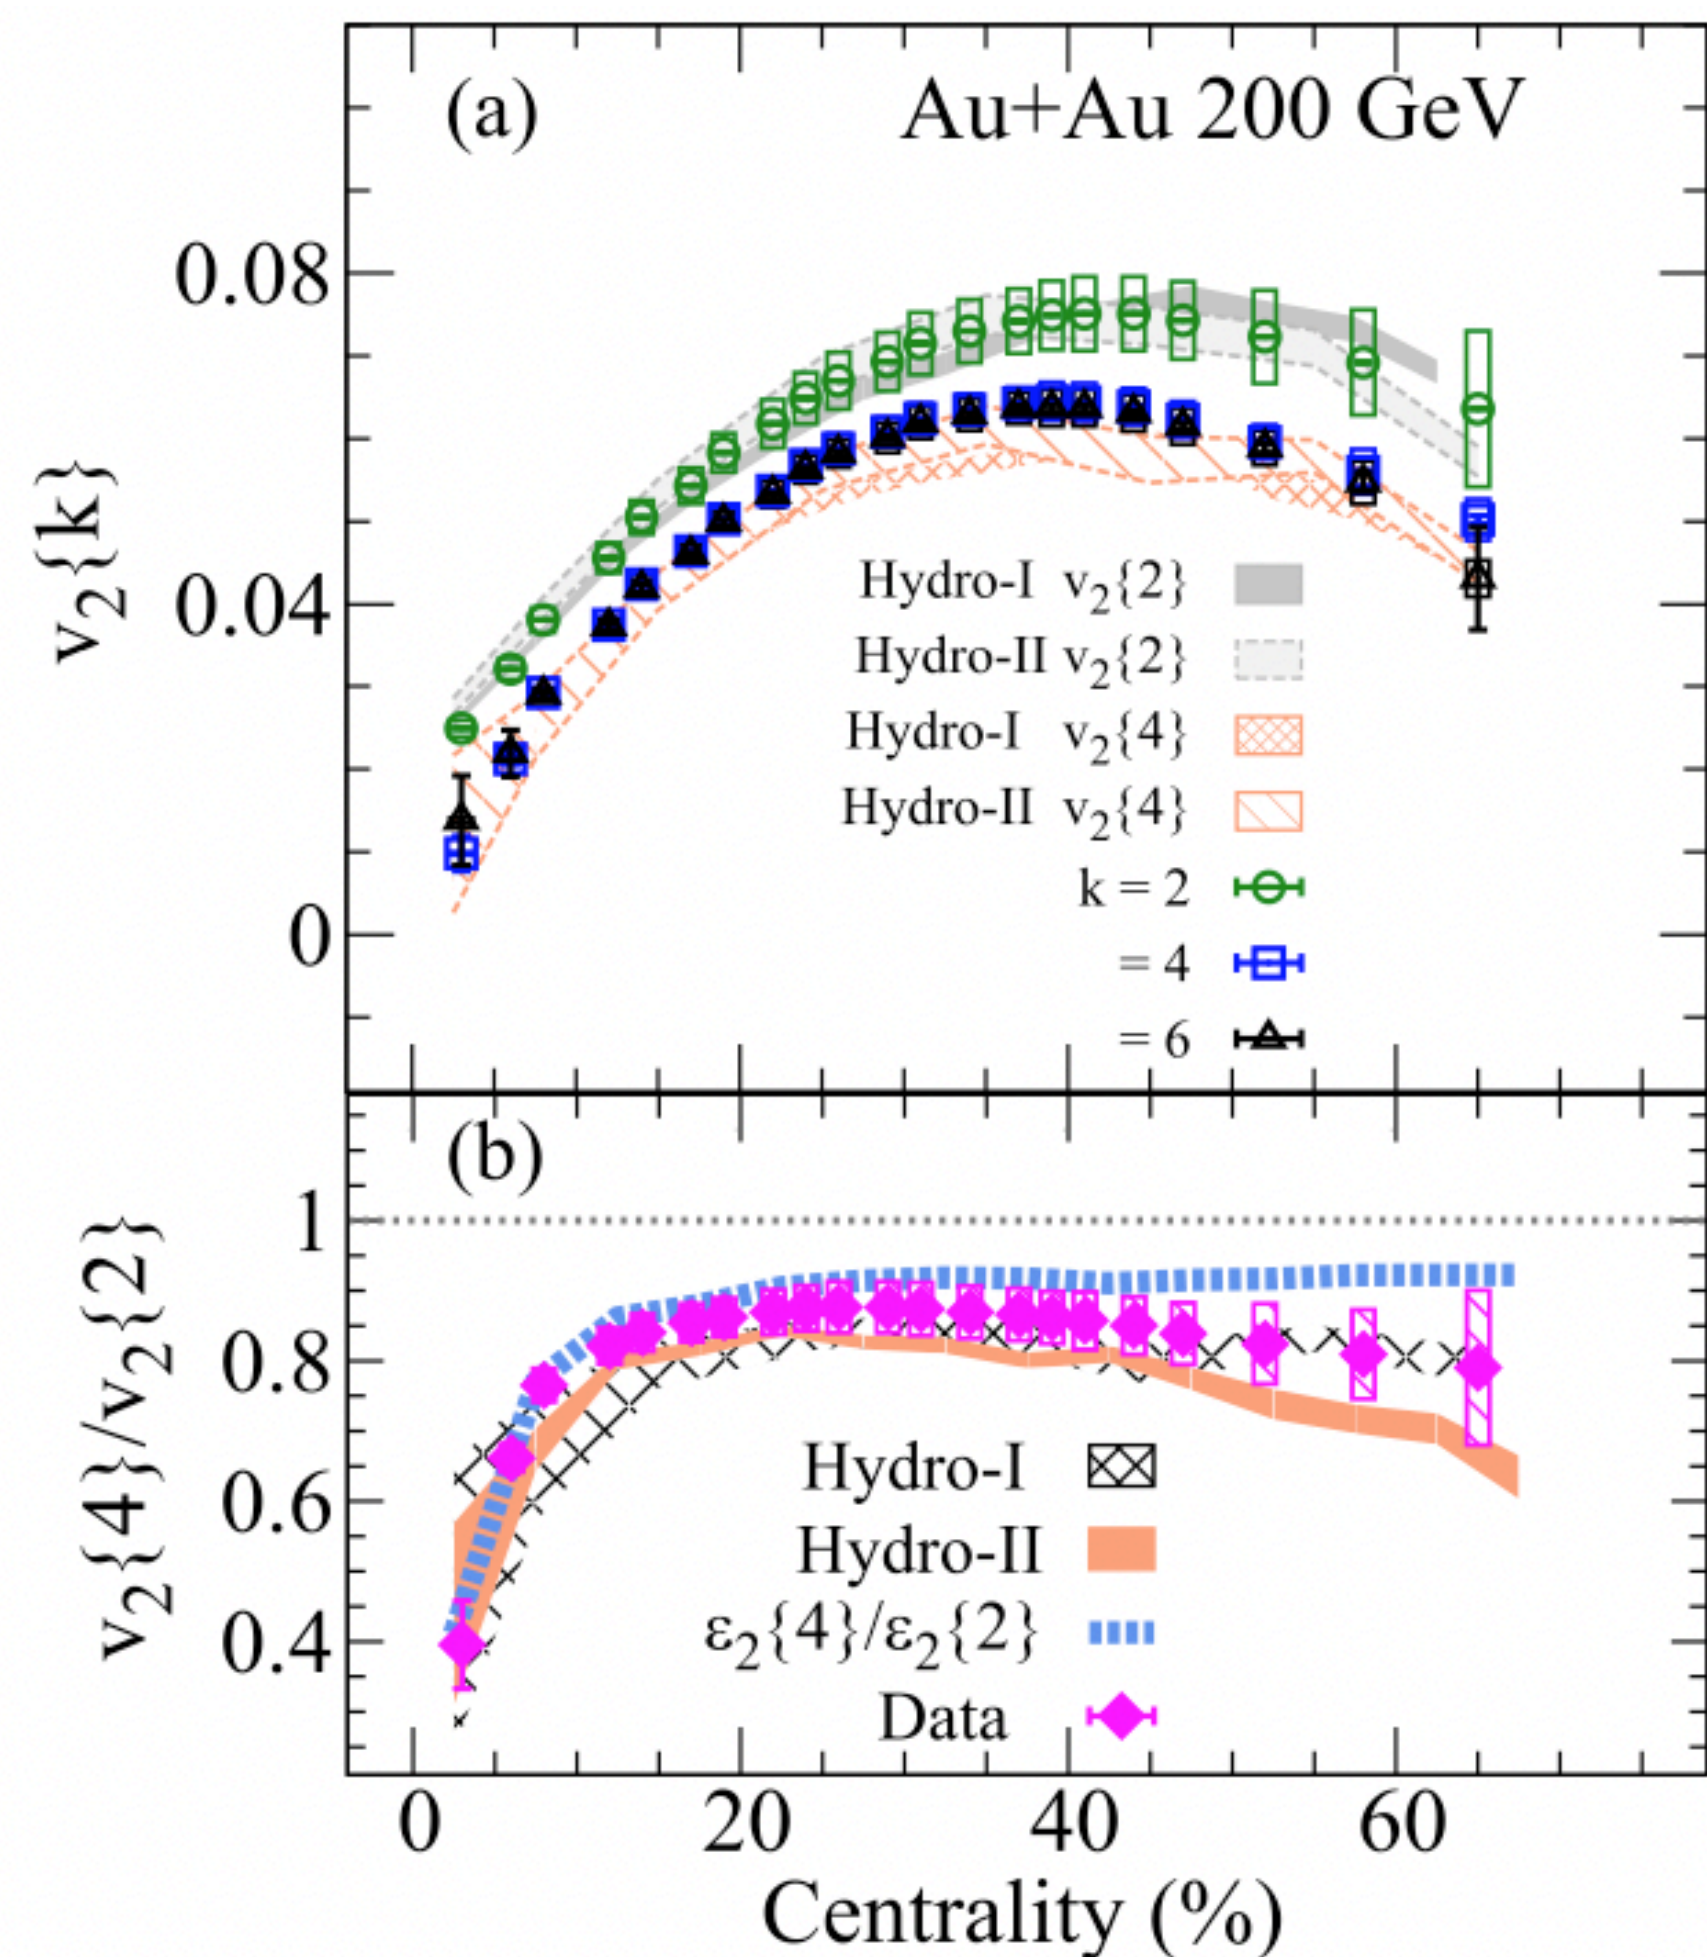 (a)
Au+Au 200 GeV
0.08
0.04
0
v₂{k}
Hydro-I v₂{2}
Hydro-II v₂{2}
Hydro-I v₂{4}
Hydro-II v₂{4}
k = 2
= 4
= 6
(b)
1
0.8
0.6
0.4
v₂{4}/v₂{2}
Hydro-I
Hydro-II
ε₂{4}/ε₂{2}
Data
0 20 40 60
Centrality (%)